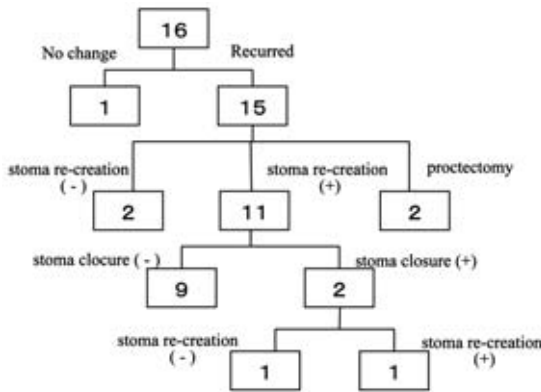 16
No change
Recurred
1
15
stoma re-creation
( - )
stoma re-creation
(+)
proctectomy
2
11
2
stoma clocure ( - )
stoma closure (+)
9
2
stoma re-creation
( - )
stoma re-creation
(+)
1
1